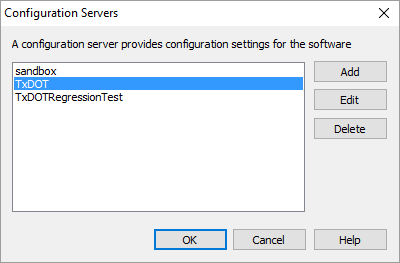 Configuration Servers
A configuration server provides configuration settings for the software
sandbox
TxDOT
TxDOTRegressionTest
Add
Edit
Delete
OK
Cancel
Help